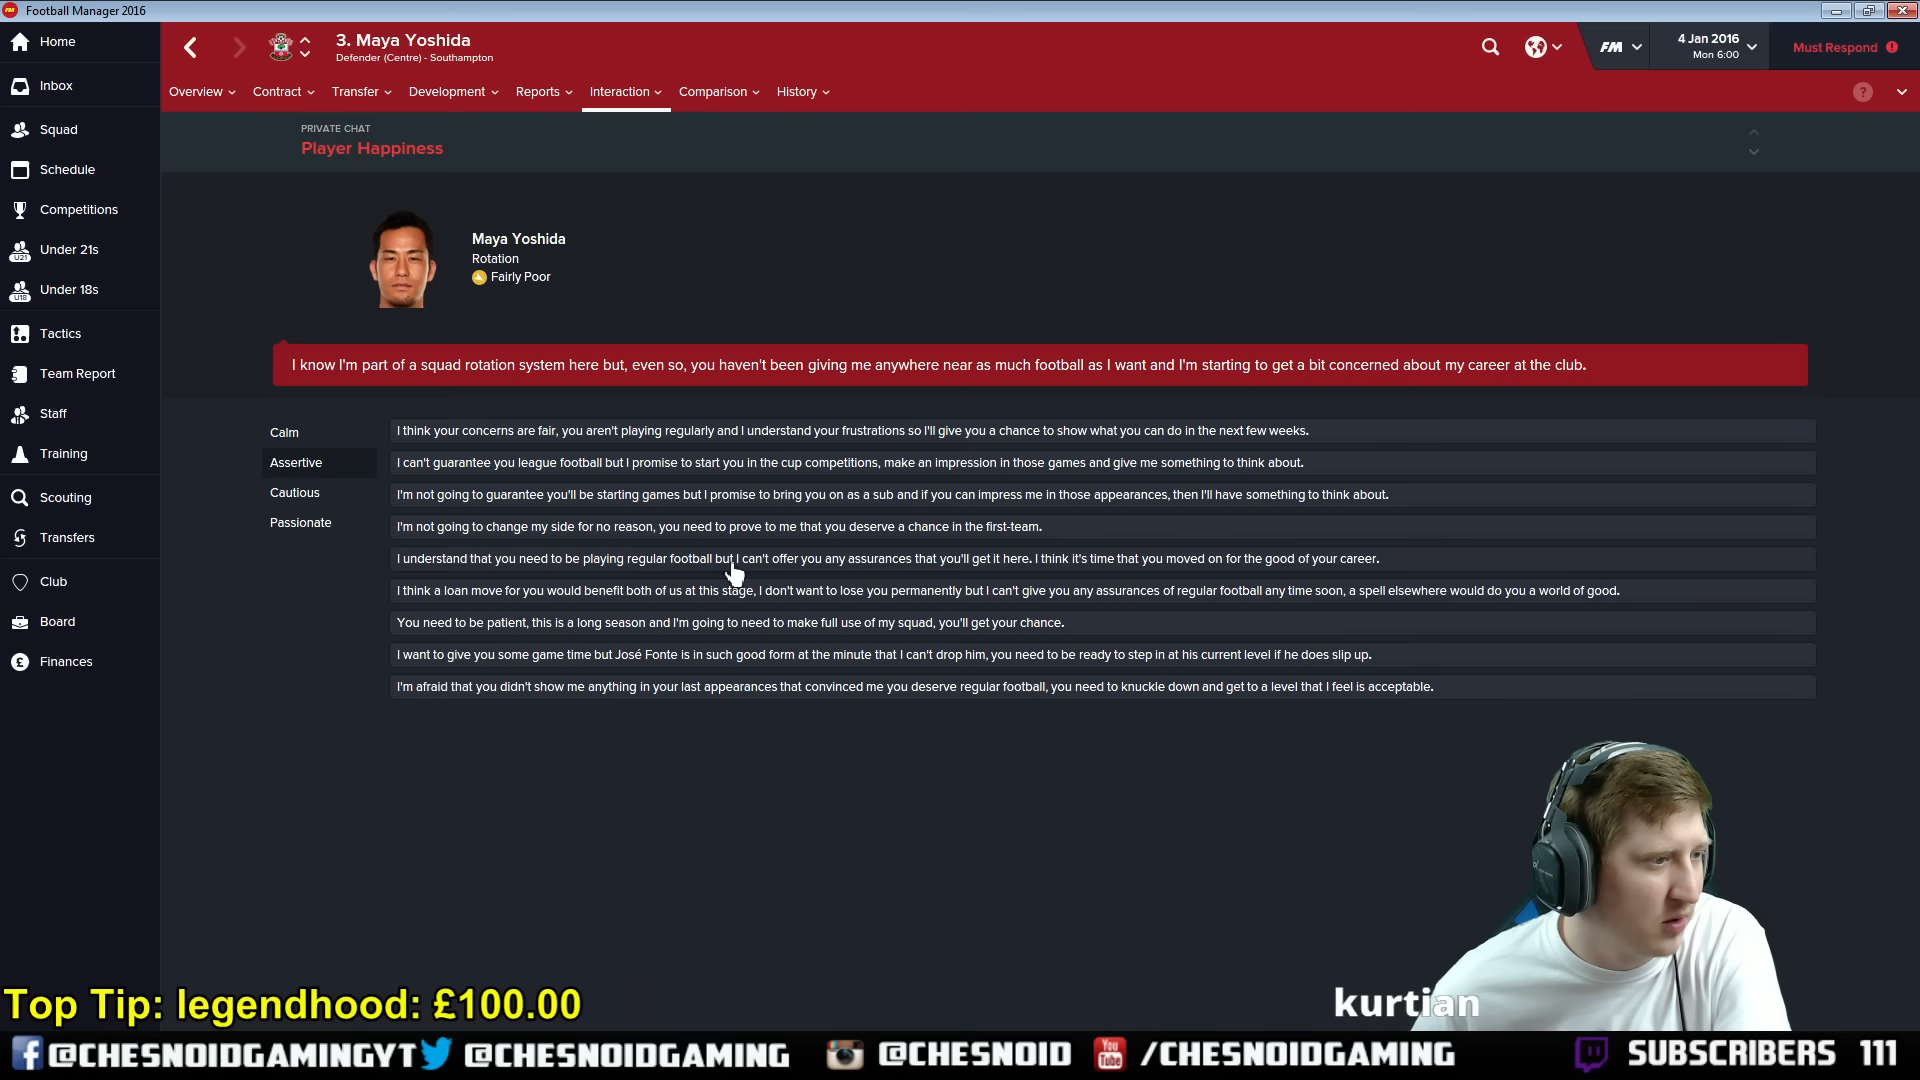 Football Manager 2016
Home
Inbox
Squad
Schedule
Competitions
U21
Under 21s
U18
Under 18s
Tactics
Team Report
Staff
Training
Scouting
Transfers
Club
Board
£
Finances
3. Maya Yoshida
Defender (Centre) - Southampton
FM
4 Jan 2016
Mon 6:00
Must Respond
Overview
Contract
Transfer
Development
Reports
Interaction
Comparison
History
?
PRIVATE CHAT
Player Happiness
Maya Yoshida
Rotation
Fairly Poor
I know I'm part of a squad rotation system here but, even so, you haven't been giving me anywhere near as much football as I want and I'm starting to get a bit concerned about my career at the club.
Calm
Assertive
Cautious
Passionate
I think your concerns are fair, you aren't playing regularly and I understand your frustrations so I'll give you a chance to show what you can do in the next few weeks.
I can't guarantee you league football but I promise to start you in the cup competitions, make an impression in those games and give me something to think about.
I'm not going to guarantee you'll be starting games but I promise to bring you on as a sub and if you can impress me in those appearances, then I'll have something to think about.
I'm not going to change my side for no reason, you need to prove to me that you deserve a chance in the first-team.
I understand that you need to be playing regular football but I can't offer you any assurances that you'll get it here. I think it's time that you moved on for the good of your career.
I think a loan move for you would benefit both of us at this stage, I don't want to lose you permanently but I can't give you any assurances of regular football any time soon, a spell elsewhere would do you a world of good.
You need to be patient, this is a long season and I'm going to need to make full use of my squad, you'll get your chance.
I want to give you some game time but José Fonte is in such good form at the minute that I can't drop him, you need to be ready to step in at his current level if he does slip up.
I'm afraid that you didn't show me anything in your last appearances that convinced me you deserve regular football, you need to knuckle down and get to a level that I feel is acceptable.
Top Tip: legendhood: £100.00
kurtian
@CHESNOIDGAMINGYT
@CHESNOIDGAMING
@CHESNOID
You Tube
/CHESNOIDGAMING
SUBSCRIBERS 111